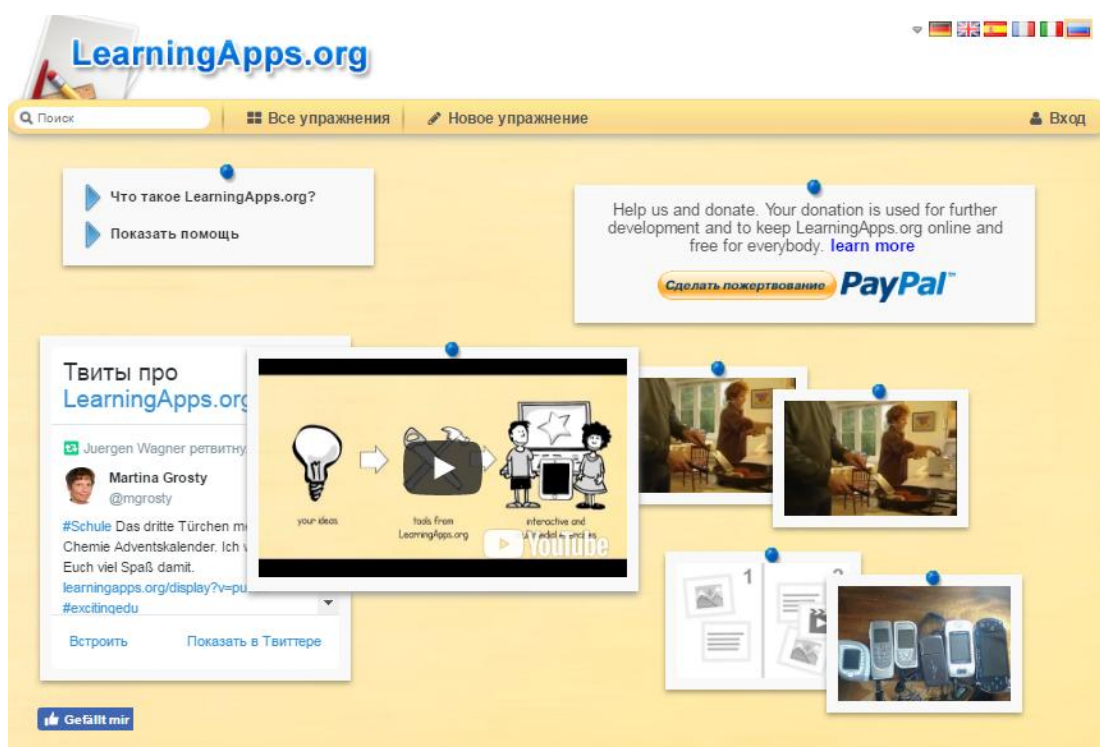 LearningApps.org
Поиск
Все упражнения
Новое упражнение
Вход
Что такое LearningApps.org?
Показать помощь
Help us and donate. Your donation is used for further
development and to keep LearningApps.org online and
free for everybody. learn more
Сделать пожертвование
PayPal™
Твиты про
LearningApps.org
Juergen Wagner ретвитну
Martina Grosty
@mgrosty
#Schule Das dritte Türchen
Chemie Adventskalender. Ich
Euch viel Spaß damit.
learningapps.org/display?v=pu
#excitingedu
Встроить
Показать в Твиттере
your ideas
tools from
LearningApps.org
interactive and
YouTube
1
2
Gefällt mir